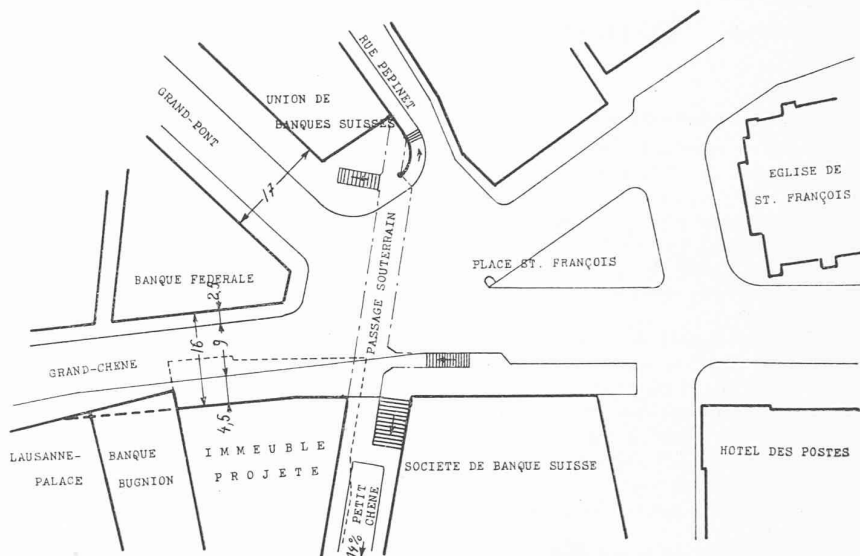 RUE PEPINET
UNION DE
BANQUES SUISSES
GRAND-PONT
17
EGLISE DE
ST. FRANÇOIS
PASSAGE SOUTERRAIN
PLACE ST. FRANÇOIS
BANQUE FEDERALE
2,5
16
9
GRAND-CHENE
4,5
LAUSANNE-
PALACE
BANQUE
BUGNION
IMMEUBLE
PROJETE
14% PETIT
CHENE
SOCIETE DE BANQUE SUISSE
HOTEL DES POSTES